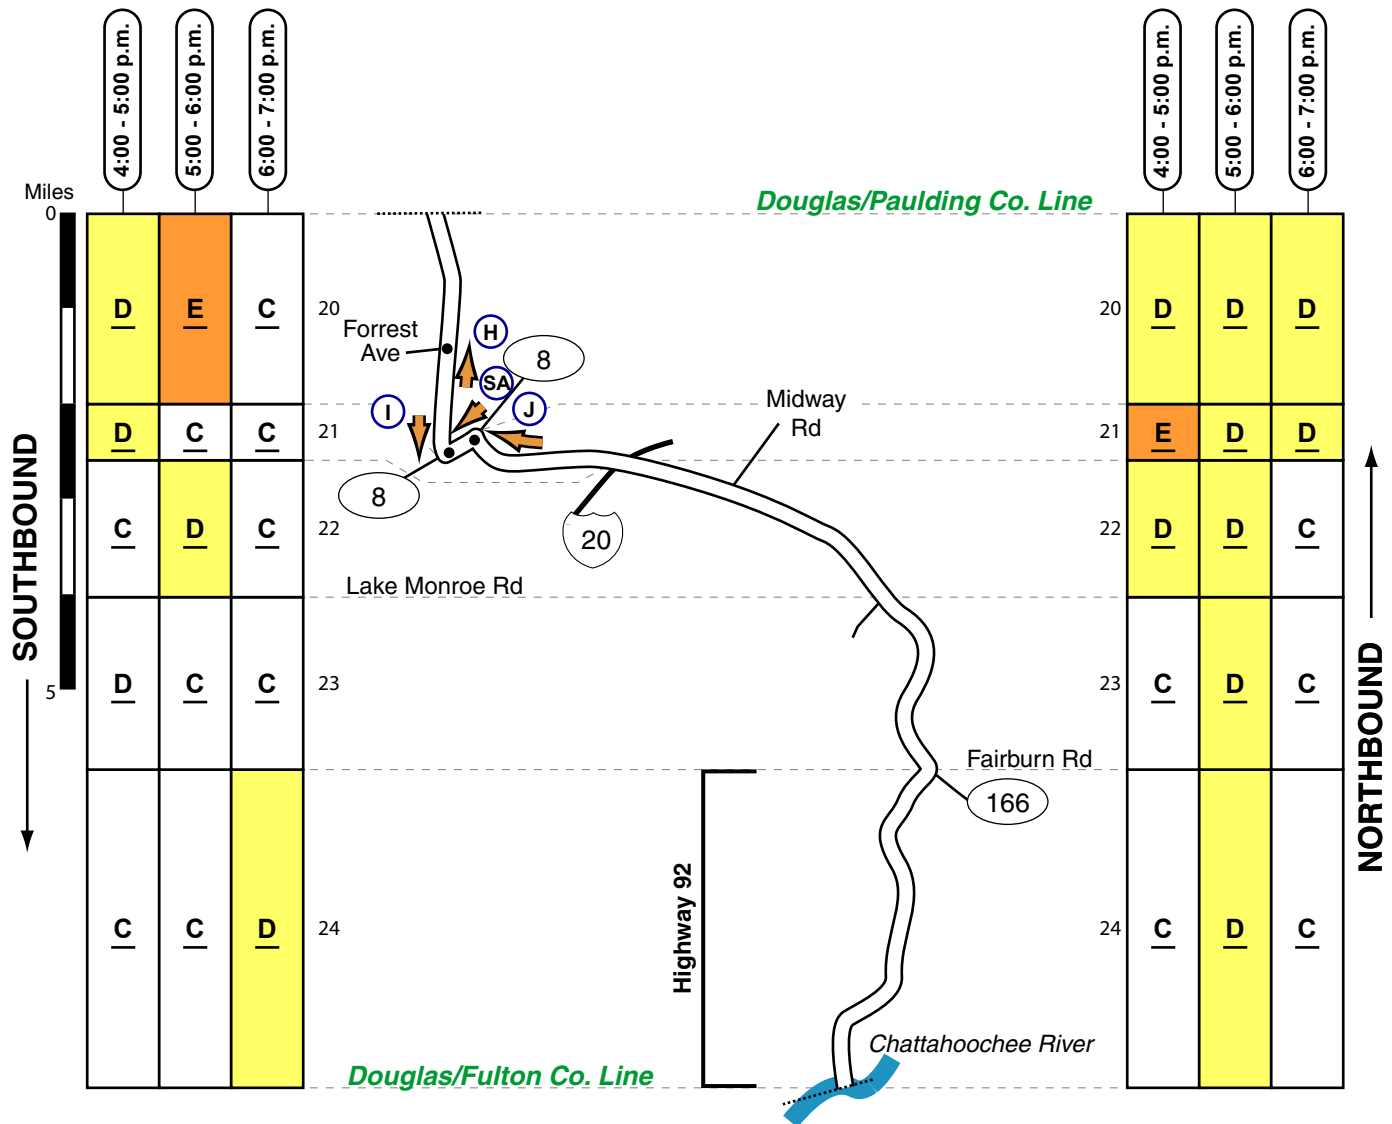 4:00 - 5:00 p.m.
5:00 - 6:00 p.m.
6:00 - 7:00 p.m.
4:00 - 5:00 p.m.
5:00 - 6:00 p.m.
6:00 - 7:00 p.m.
Miles
0
5
SOUTHBOUND
NORTHBOUND
Douglas/Paulding Co. Line
D E C 20
20 D D D
Forrest
Ave
H
8
SA
I
J
Midway
Rd
D C C 21
21 E D D
8
20
C D C 22
22 D D C
Lake Monroe Rd
D C C 23
23 C D C
Fairburn Rd
166
Highway 92
C C D 24
24 C D C
Chattahoochee River
Douglas/Fulton Co. Line